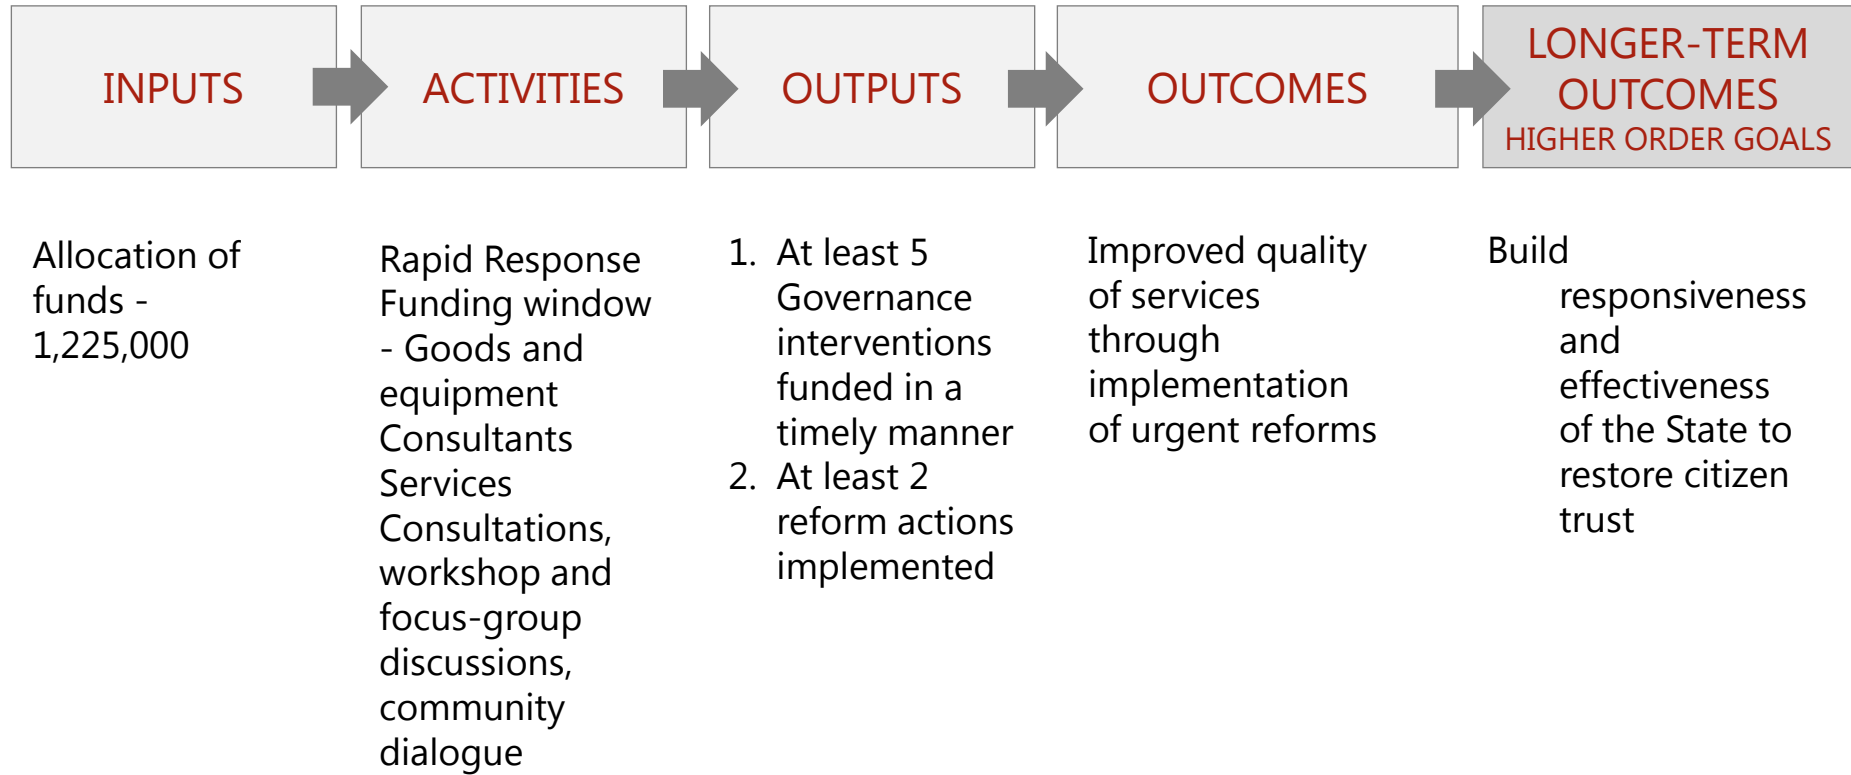 INPUTS
ACTIVITIES
OUTPUTS
OUTCOMES
LONGER-TERM
OUTCOMES
HIGHER ORDER GOALS
Allocation of
funds -
1,225,000
Rapid Response
Funding window
- Goods and
equipment
Consultants
Services
Consultations,
workshop and
focus-group
discussions,
community
dialogue
1. At least 5
Governance
interventions
funded in a
timely manner
2. At least 2
reform actions
implemented
Improved quality
of services
through
implementation
of urgent reforms
Build
responsiveness
and
effectiveness
of the State to
restore citizen
trust